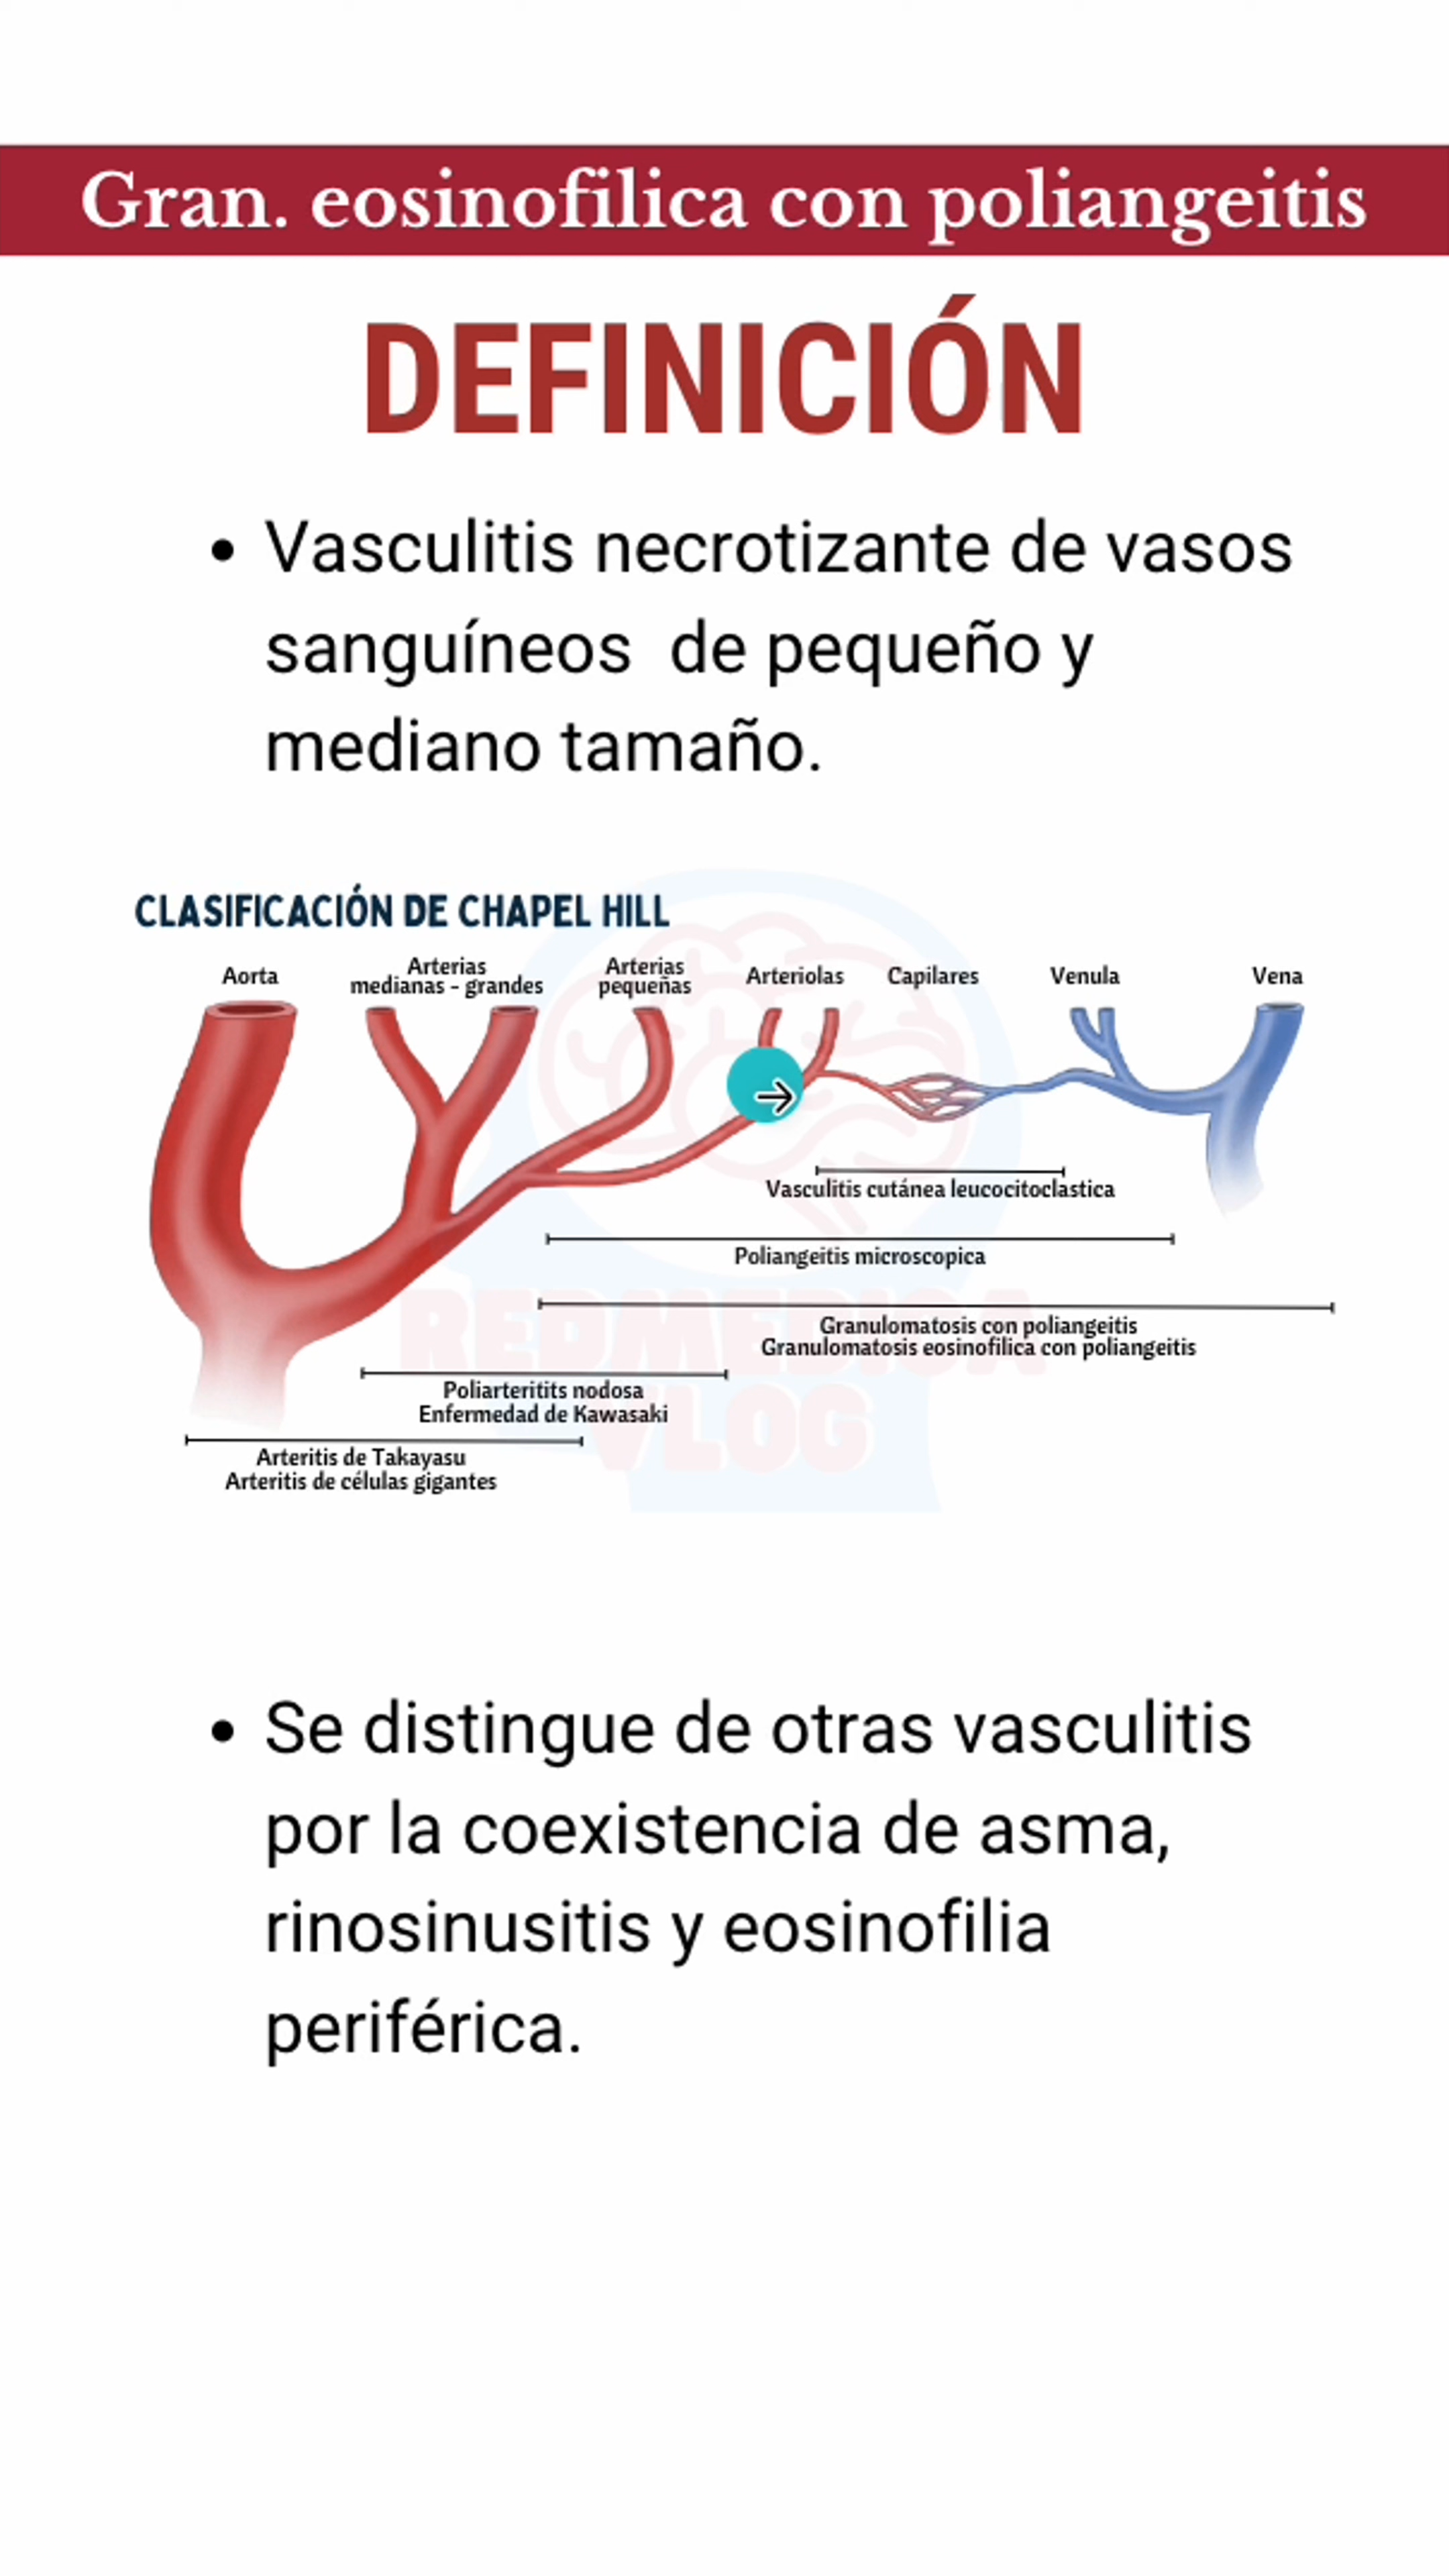 Gran. eosinofilica con poliangeitis
DEFINICIÓN
• Vasculitis necrotizante de vasos
sanguíneos de pequeño y
mediano tamaño.
CLASIFICACIÓN DE CHAPEL HILL
Aorta
Arterias
medianas - grandes
Arterias
pequeñas
Arteriolas
Capilares
Venula
Vena
Vasculitis cutánea leucocitoclastica
Poliangeitis microscopica
Granulomatosis con poliangeitis
Granulomatosis eosinofilica con poliangeitis
Poliarteritits nodosa
Enfermedad de Kawasaki
Arteritis de Takayasu
Arteritis de células gigantes
REDMEDICA
VLOG
• Se distingue de otras vasculitis
por la coexistencia de asma,
rinosinusitis y eosinofilia
periférica.